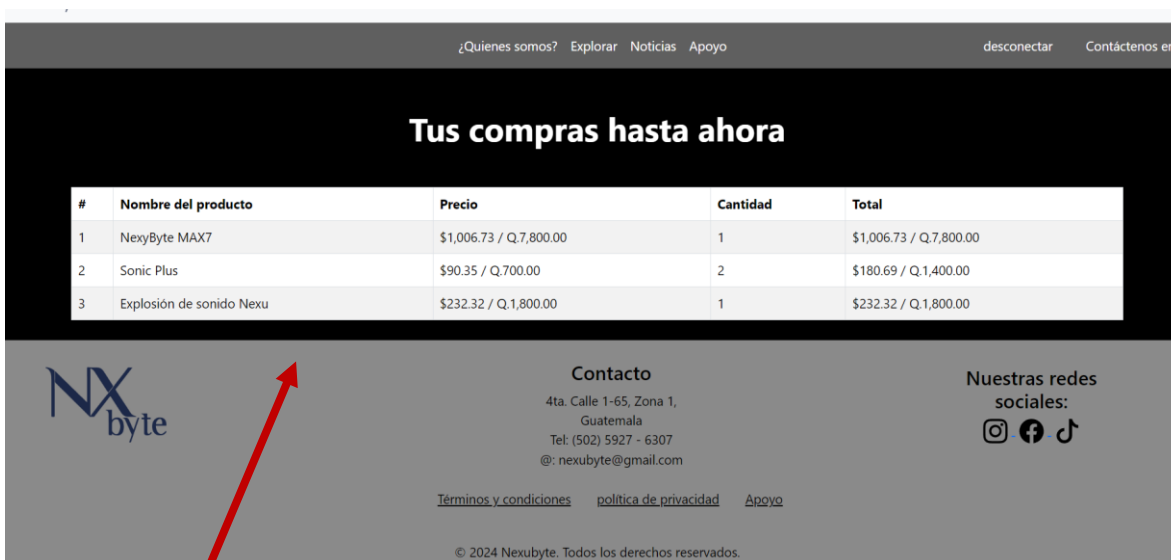 ¿Quienes somos? Explorar Noticias Apoyo desconectar Contáctenos en
Tus compras hasta ahora
# Nombre del producto Precio Cantidad Total
1 NexyByte MAX7 $1,006.73 / Q.7,800.00 1 $1,006.73 / Q.7,800.00
2 Sonic Plus $90.35 / Q.700.00 2 $180.69 / Q.1,400.00
3 Explosión de sonido Nexu $232.32 / Q.1,800.00 1 $232.32 / Q.1,800.00
NX
byte
Contacto
4ta. Calle 1-65, Zona 1,
Guatemala
Tel: (502) 5927 - 6307
@: nexubyte@gmail.com
Nuestras redes
sociales:
Términos y condiciones política de privacidad Apoyo
© 2024 Nexubyte. Todos los derechos reservados.